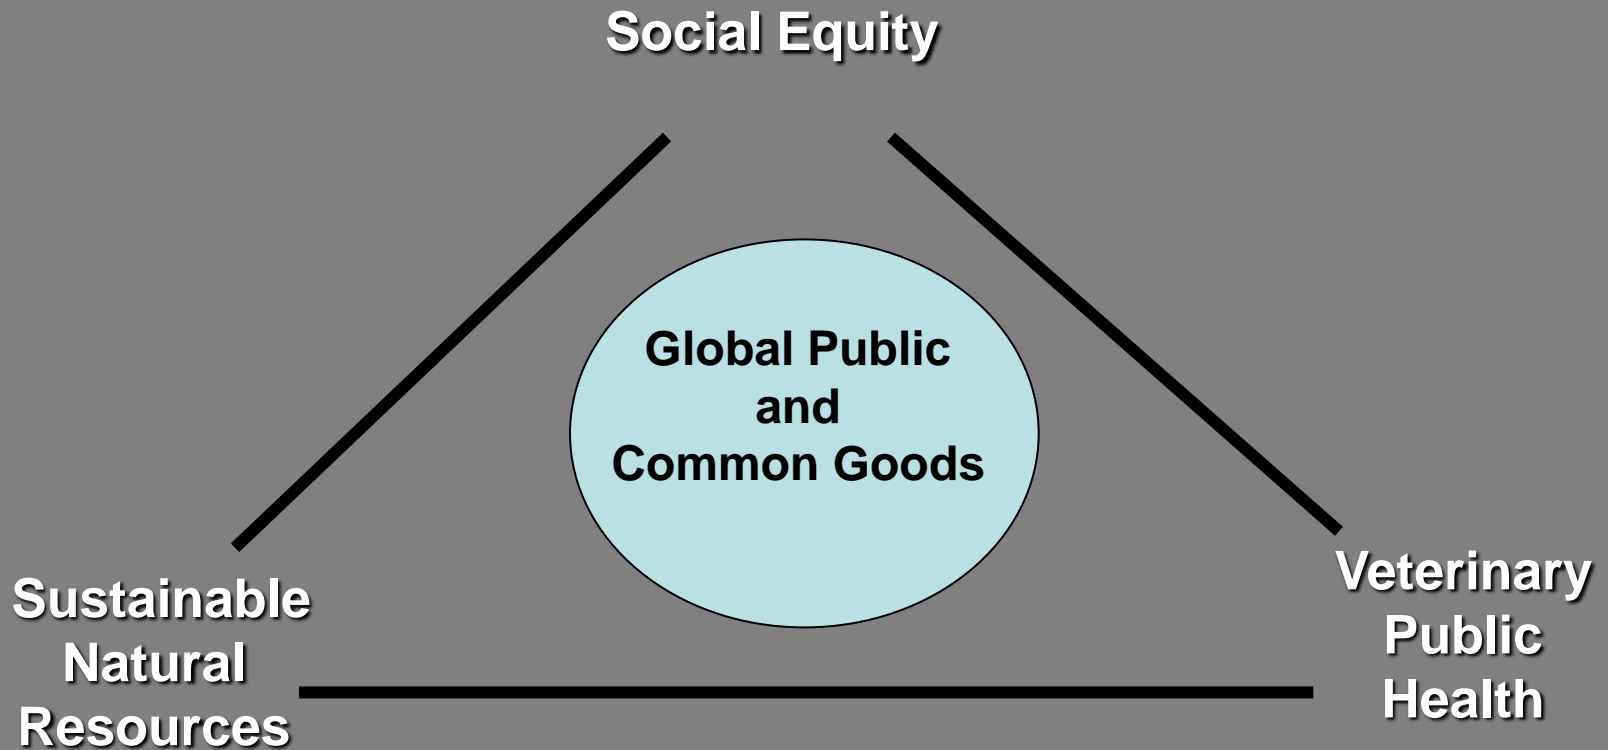 Social Equity
Global Public
and
Common Goods
Sustainable
Natural
Resources
Veterinary
Public
Health